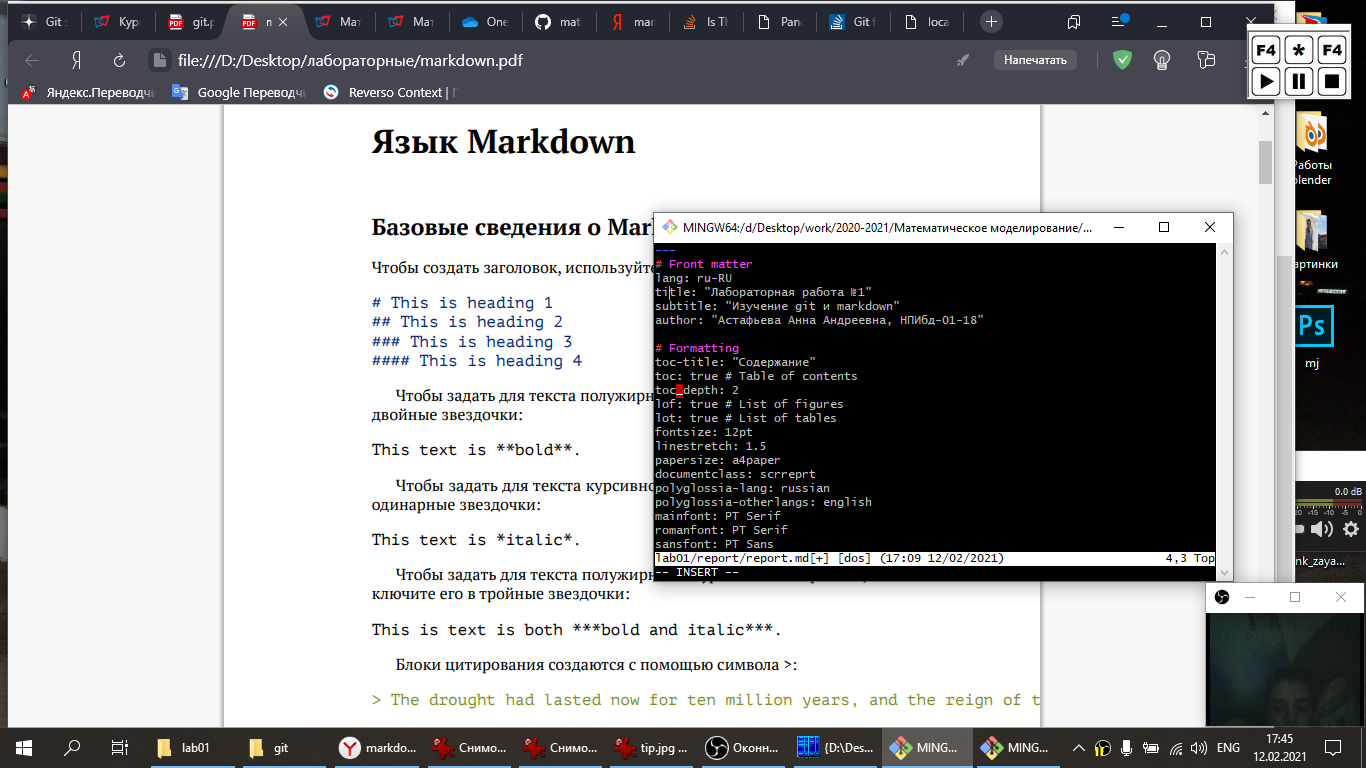 Git з
Кур
git.p
п
Мат
Мат
One
mat
mar
Is Th
Pan
Git f
loca
file:///D:/Desktop/лабораторные/markdown.pdf
Напечатать
F4 * F4
Яндекс.Переводчи
Google Переводч
Reverso Context | Г
Язык Markdown
Базовые сведения о Mar
Чтобы создать заголовок, используйте
# This is heading 1
## This is heading 2
### This is heading 3
#### This is heading 4
Чтобы задать для текста полужирн
двойные звездочки:
This text is **bold**.
Чтобы задать для текста курсивно
одинарные звездочки:
This text is *italic*.
Чтобы задать для текста полужирн
ключите его в тройные звездочки:
This is text is both ***bold and italic***.
Блоки цитирования создаются с помощью символа >:
> The drought had lasted now for ten million years, and the reign of t
MINGW64:/d/Desktop/work/2020-2021/Математическое моделирование/...
---
# Front matter
lang: ru-RU
title: "Лабораторная работа №1"
subtitle: "Изучение git и markdown"
author: "Астафьева Анна Андреевна, НПИбд-01-18"
# Formatting
toc-title: "Содержание"
toc: true # Table of contents
toc_depth: 2
lof: true # List of figures
lot: true # List of tables
fontsize: 12pt
linestretch: 1.5
papersize: a4paper
documentclass: scrreprt
polyglossia-lang: russian
polyglossia-otherlangs: english
mainfont: PT Serif
romanfont: PT Serif
sansfont: PT Sans
lab01/report/report.md[+] [dos] (17:09 12/02/2021) 4,3 Top
-- INSERT --
Работы
blender
артинки
Ps
mj
0.0 dB
nk_zaya...
lab01
git
markdo...
Снимо...
Снимо...
tip.jpg ...
Оконн...
{D:\Des...
MING...
MING...
ENG
17:45
12.02.2021